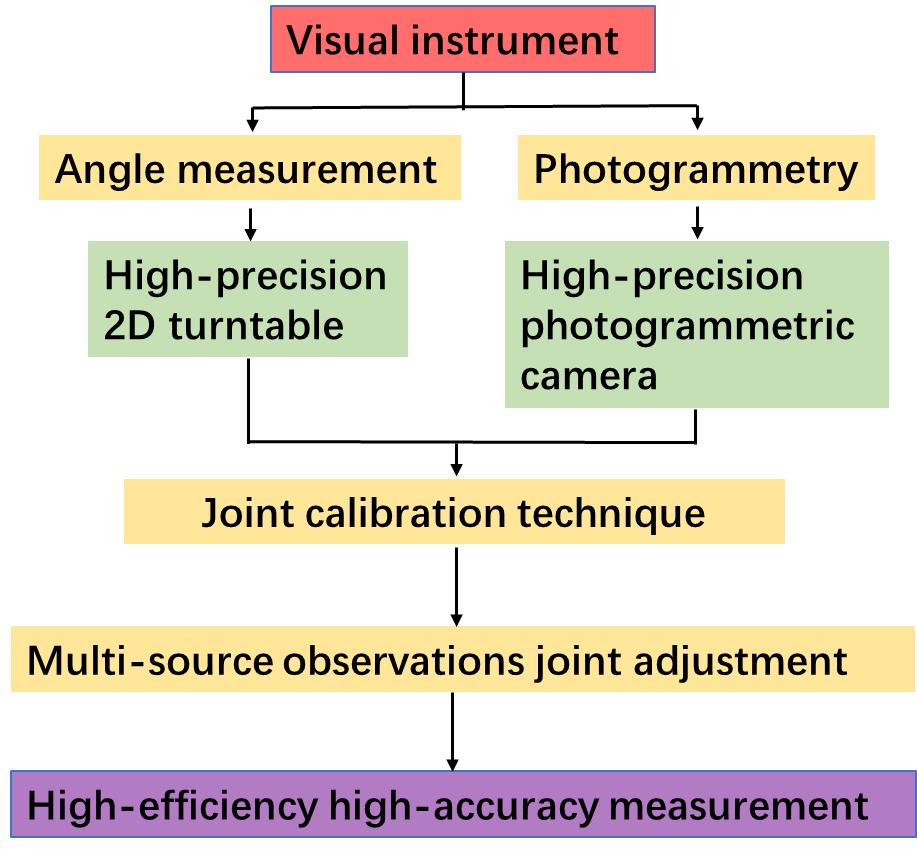 Visual instrument
Angle measurement
Photogrammetry
High-precision
2D turntable
High-precision
photogrammetric
camera
Joint calibration technique
Multi-source observations joint adjustment
High-efficiency high-accuracy measurement